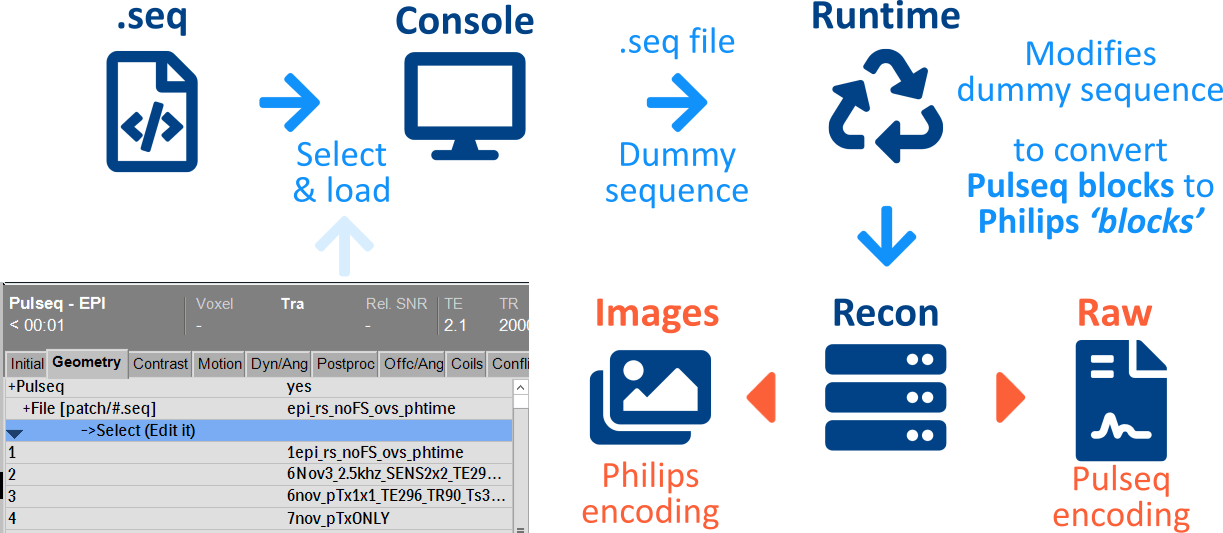 .seq
Console
Runtime
.seq file
Modifies
dummy sequence
</>
Select
& load
Dummy
sequence
to convert
Pulseq blocks to
Philips ‘blocks’
Pulseq - EPI
Voxel
Tra
Rel. SNR
TE
TR
< 00:01
-
-
2.1
2000
Initial
Geometry
Contrast
Motion
Dyn/Ang
Postproc
Offc/Ang
Coils
Confli
+Pulseq
yes
+File [patch/#.seq]
epi_rs_noFS_ovs_phtime
->Select (Edit it)
1
1epi_rs_noFS_ovs_phtime
2
6Nov3_2.5khz_SENS2x2_TE29...
3
6nov_pTx1x1_TE296_TR90_Ts3...
4
7nov_pTxONLY
Images
Recon
Raw
Philips
encoding
Pulseq
encoding